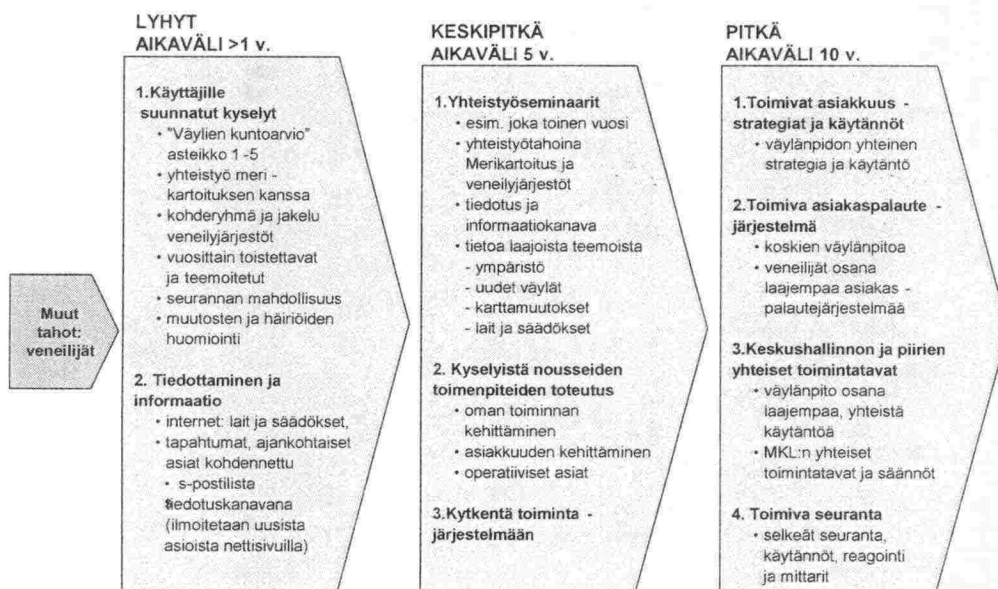 Muut
tahot:
veneilijät
LYHYT
AIKAVÄLI >1 v.
1.Käyttäjille
suunnatut kyselyt
• "Väylien kuntoarvio"
asteikko 1 -5
• yhteistyö meri -
kartoituksen kanssa
• kohderyhmä ja jakelu
veneilyjärjestöt
• vuosittain toistettavat
ja teemoitetut
• seurannan mahdollisuus
• muutosten ja häiriöiden
huomiointi
2. Tiedottaminen ja
informaatio
• internet: lait ja säädökset,
• tapahtumat, ajankohtaiset
asiat kohdennettu
• s-postilista
tiedotuskanavana
(ilmoitetaan uusista
asioista nettisivuilla)
KESKIPITKÄ
AIKAVÄLI 5 v.
1.Yhteistyöseminaarit
• esim. joka toinen vuosi
• yhteistyötahoina
Merikartoitus ja
veneilyjärjestöt
• tiedotus ja
informaatiokanava
• tietoa laajoista teemoista
- ympäristö
- uudet väylät
- karttamuutokset
- lait ja säädökset
2. Kyselyistä nousseiden
toimenpiteiden toteutus
• oman toiminnan
kehittäminen
• asiakkuuden kehittäminen
• operatiiviset asiat
3.Kytkentä toiminta -
järjestelmään
PITKÄ
AIKAVÄLI 10 v.
1.Toimivat asiakkuus -
strategiat ja käytännöt
• väylänpidon yhteinen
strategia ja käytäntö
2.Toimiva asiakaspalaute -
järjestelmä
• koskien väylänpitoa
• veneilijät osana
laajempaa asiakas -
palautejärjestelmää
3.Keskushallinnon ja piirien
yhteiset toimintatavat
• väylänpito osana
laajempaa, yhteistä
käytäntöä
• MKL:n yhteiset
toimintatavat ja säännöt
4. Toimiva seuranta
• selkeät seuranta,
käytännöt, reagointi
ja mittarit